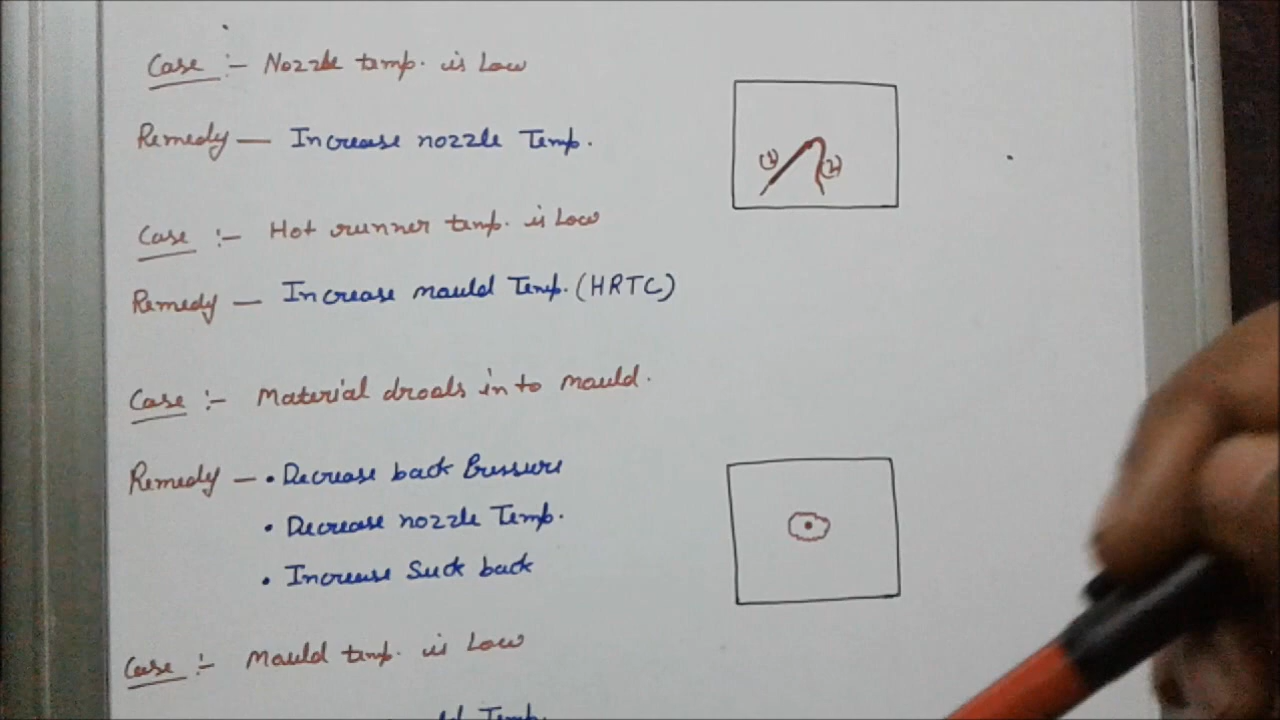 Case :- Nozzle temp. is Low
Remedy — Increase nozzle Temp.
(1) (2)
Case :- Hot runner temp. is Low
Remedy — Increase mould Temp. (HRTC)
Case :- Material drools in to mould.
Remedy — • Decrease back Pressure
• Decrease nozzle Temp.
• Increase Suck back
Case :- Mould temp. is Low
Temp.